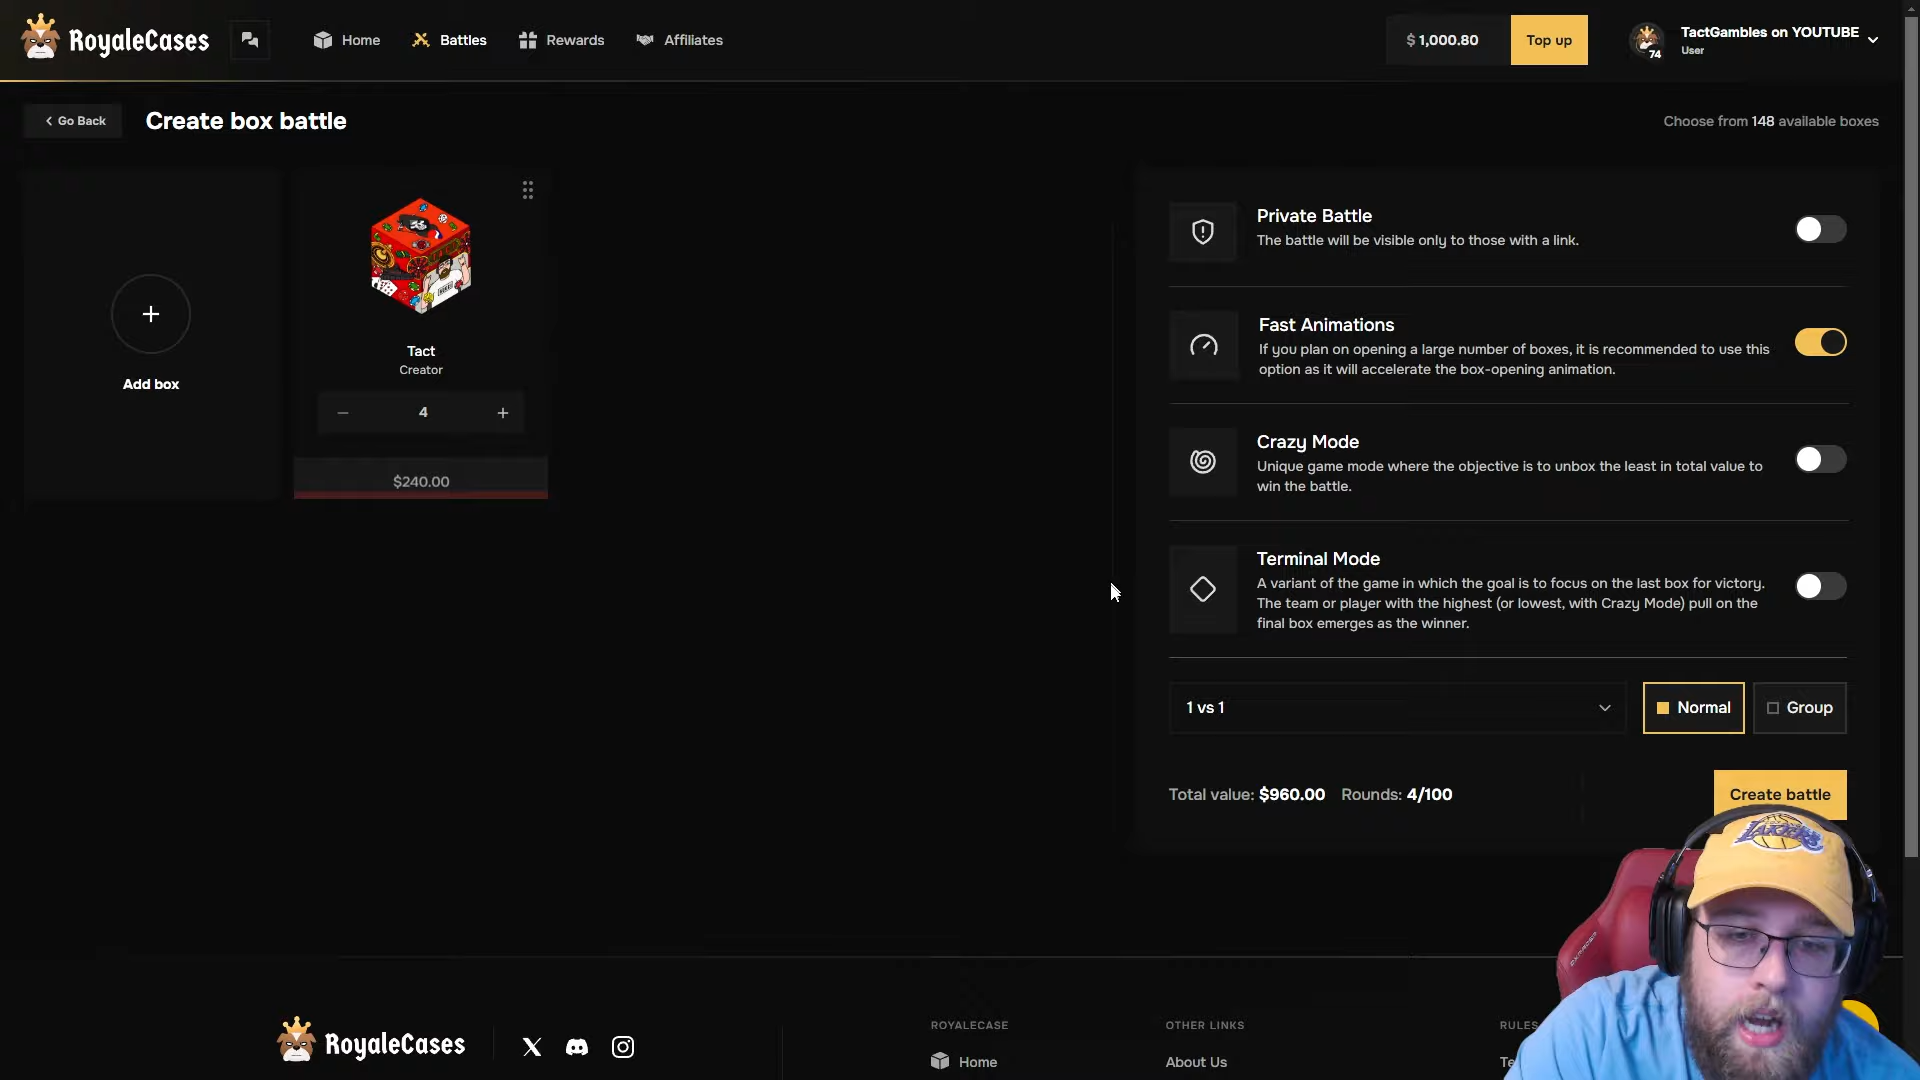 RoyaleCases
Home
Battles
Rewards
Affiliates
$ 1,000.80
Top up
74
TactGambles on YOUTUBE
User
Go Back
Create box battle
Choose from 148 available boxes
Add box
Tact
Creator
4
$240.00
Private Battle
The battle will be visible only to those with a link.
Fast Animations
If you plan on opening a large number of boxes, it is recommended to use this
option as it will accelerate the box-opening animation.
Crazy Mode
Unique game mode where the objective is to unbox the least in total value to
win the battle.
Terminal Mode
A variant of the game in which the goal is to focus on the last box for victory.
The team or player with the highest (or lowest, with Crazy Mode) pull on the
final box emerges as the winner.
1 vs 1
Normal
Group
Total value: $960.00 Rounds: 4/100
Create battle
LAKERS
RoyaleCases
ROYALECASE
Home
OTHER LINKS
About Us
RULES